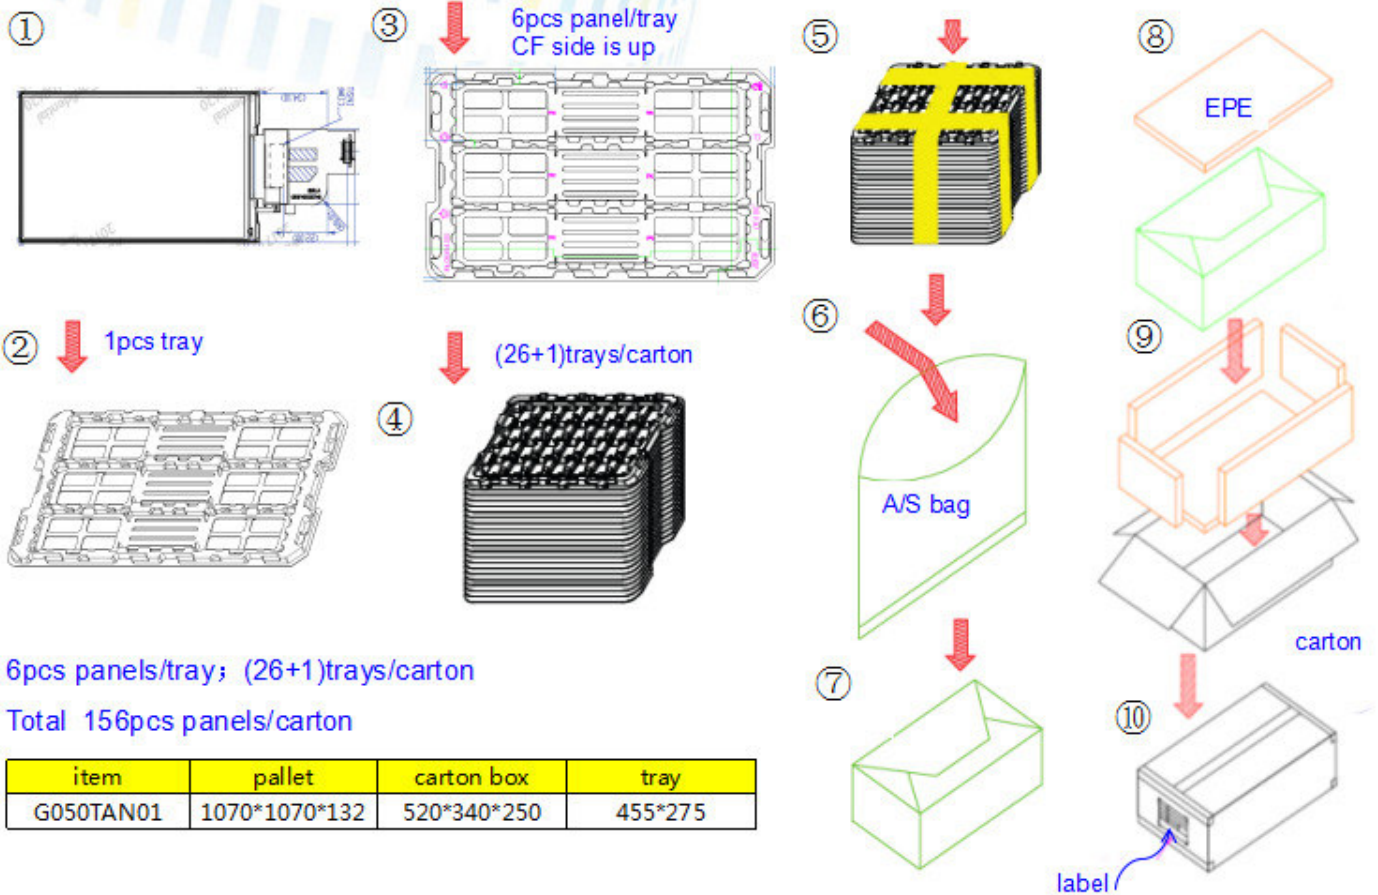 ①
②
1pcs tray
③
6pcs panel/tray
CF side is up
④
(26+1)trays/carton
⑤
⑥
A/S bag
⑦
⑧
EPE
⑨
carton
⑩
label
6pcs panels/tray; (26+1)trays/carton
Total 156pcs panels/carton
item pallet carton box tray
G050TAN01 1070*1070*132 520*340*250 455*275